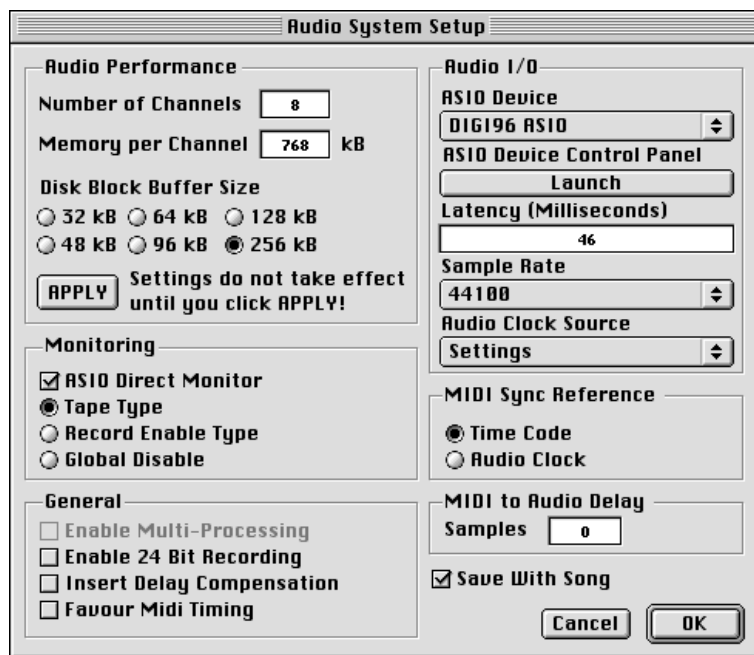 Audio System Setup
Audio Performance
Number of Channels 8
Memory per Channel 768 kB
Disk Block Buffer Size
32 kB 64 kB 128 kB
48 kB 96 kB 256 kB
APPLY Settings do not take effect
until you click APPLY!
Monitoring
ASIO Direct Monitor
Tape Type
Record Enable Type
Global Disable
General
Enable Multi-Processing
Enable 24 Bit Recording
Insert Delay Compensation
Favour Midi Timing
Audio I/O
ASIO Device
DIGI96 ASIO
ASIO Device Control Panel
Launch
Latency (Milliseconds)
46
Sample Rate
44100
Audio Clock Source
Settings
MIDI Sync Reference
Time Code
Audio Clock
MIDI to Audio Delay
Samples 0
Save With Song
Cancel OK